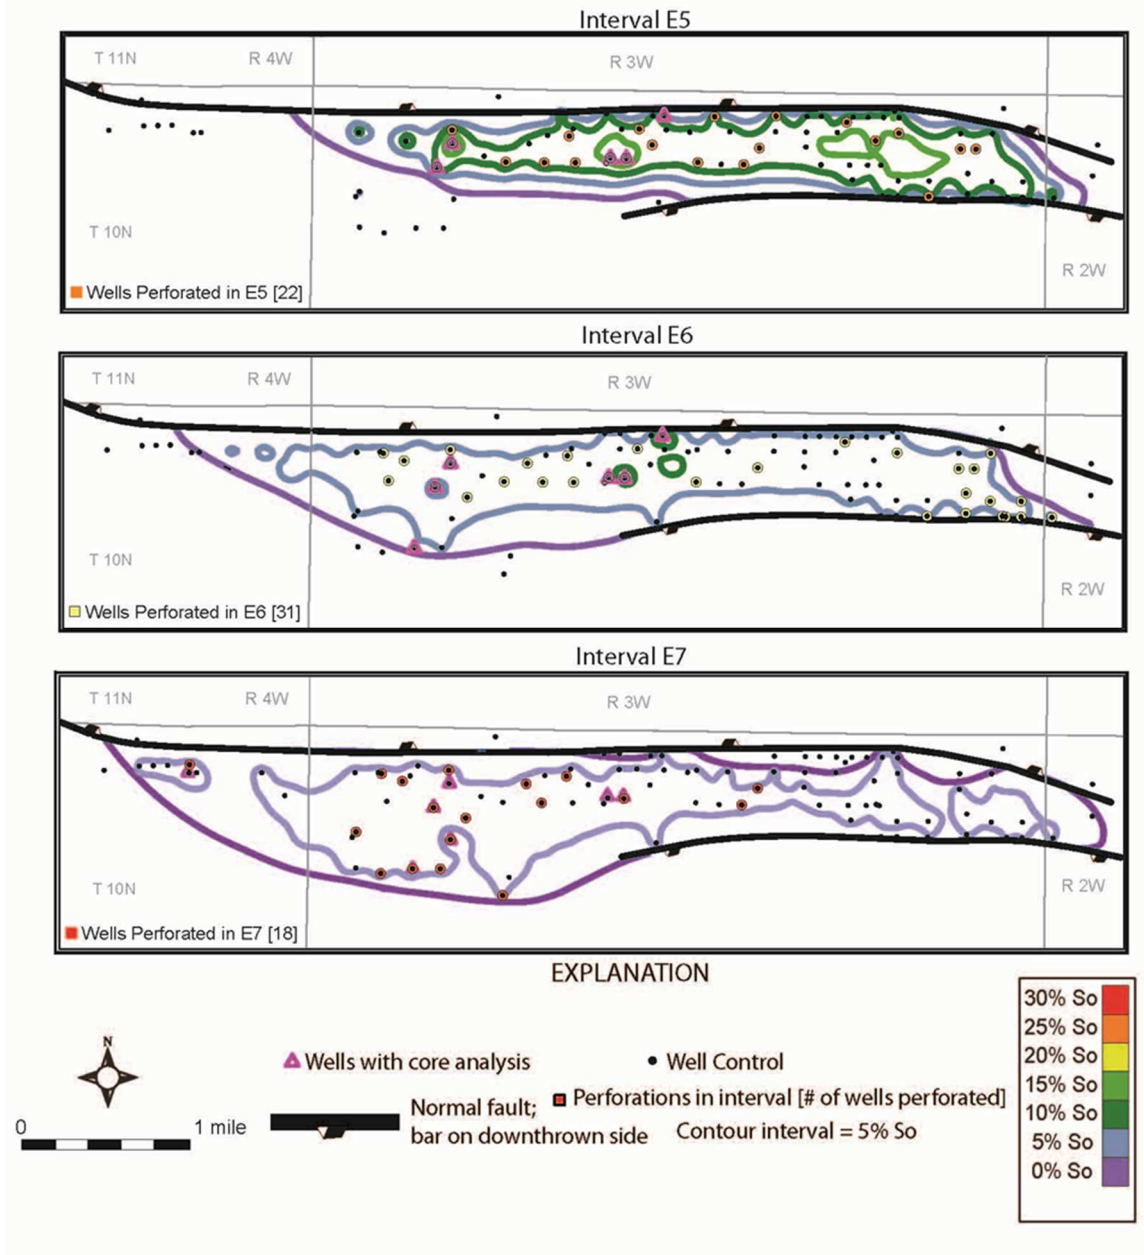 Interval E5
T 11N R 4W R 3W
T 10N
R 2W
Wells Perforated in E5 [22]
Interval E6
T 11N R 4W R 3W
T 10N
R 2W
Wells Perforated in E6 [31]
Interval E7
T 11N R 4W R 3W
T 10N
R 2W
Wells Perforated in E7 [18]
EXPLANATION
N
0 1 mile
Wells with core analysis
Well Control
Normal fault;
bar on downthrown side
Perforations in interval [# of wells perforated]
Contour interval = 5% So
30% So
25% So
20% So
15% So
10% So
5% So
0% So